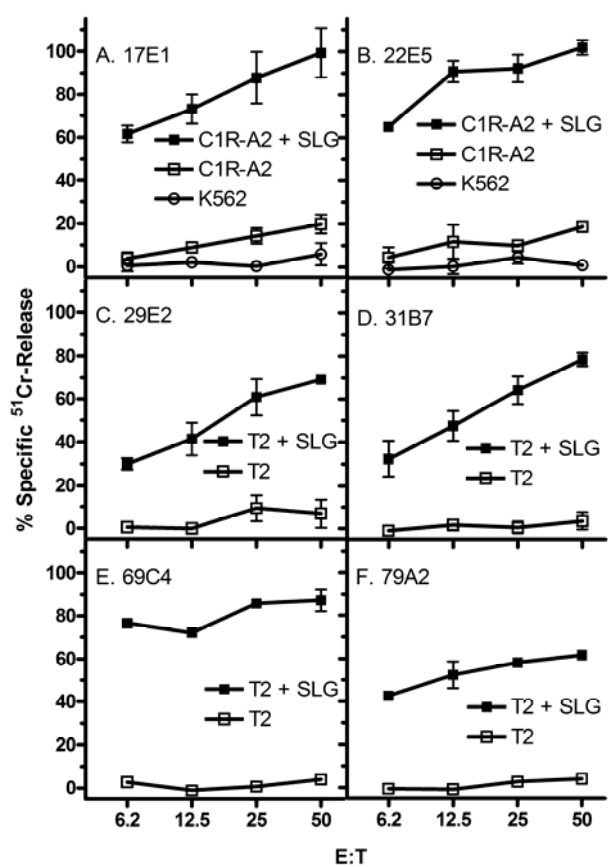 % Specific ⁵¹Cr-Release
100
80
60
40
20
0
A. 17E1
C1R-A2 + SLG
C1R-A2
K562
B. 22E5
C1R-A2 + SLG
C1R-A2
K562
100
80
60
40
20
0
C. 29E2
T2 + SLG
T2
D. 31B7
T2 + SLG
T2
100
80
60
40
20
0
E. 69C4
T2 + SLG
T2
F. 79A2
T2 + SLG
T2
6.2 12.5 25 50 6.2 12.5 25 50
E:T